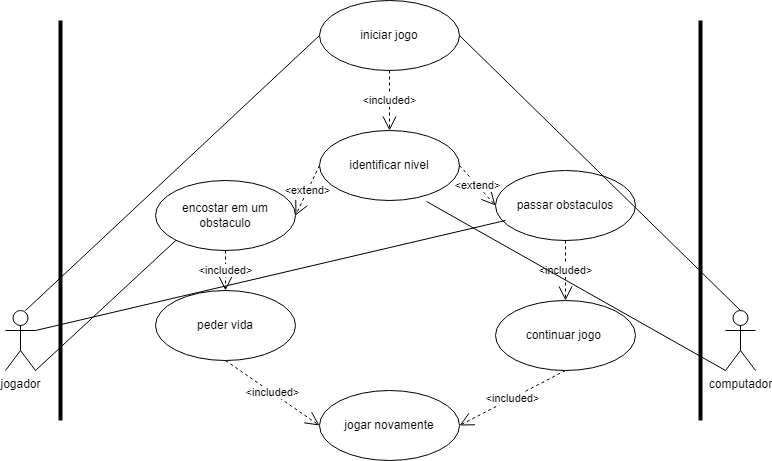 iniciar jogo
<included>
identificar nivel
<extend>
<extend>
encostar em um
obstaculo
passar obstaculos
<included>
<included>
peder vida
continuar jogo
jogador
computador
<included>
<included>
jogar novamente